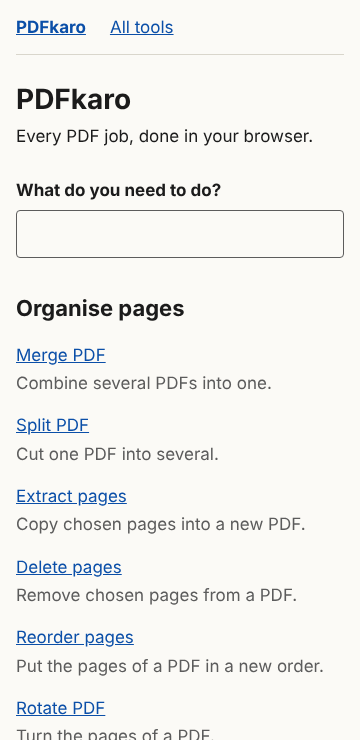 PDFkaro All tools
PDFkaro
Every PDF job, done in your browser.
What do you need to do?
Organise pages
Merge PDF
Combine several PDFs into one.
Split PDF
Cut one PDF into several.
Extract pages
Copy chosen pages into a new PDF.
Delete pages
Remove chosen pages from a PDF.
Reorder pages
Put the pages of a PDF in a new order.
Rotate PDF
Turn the pages of a PDF.